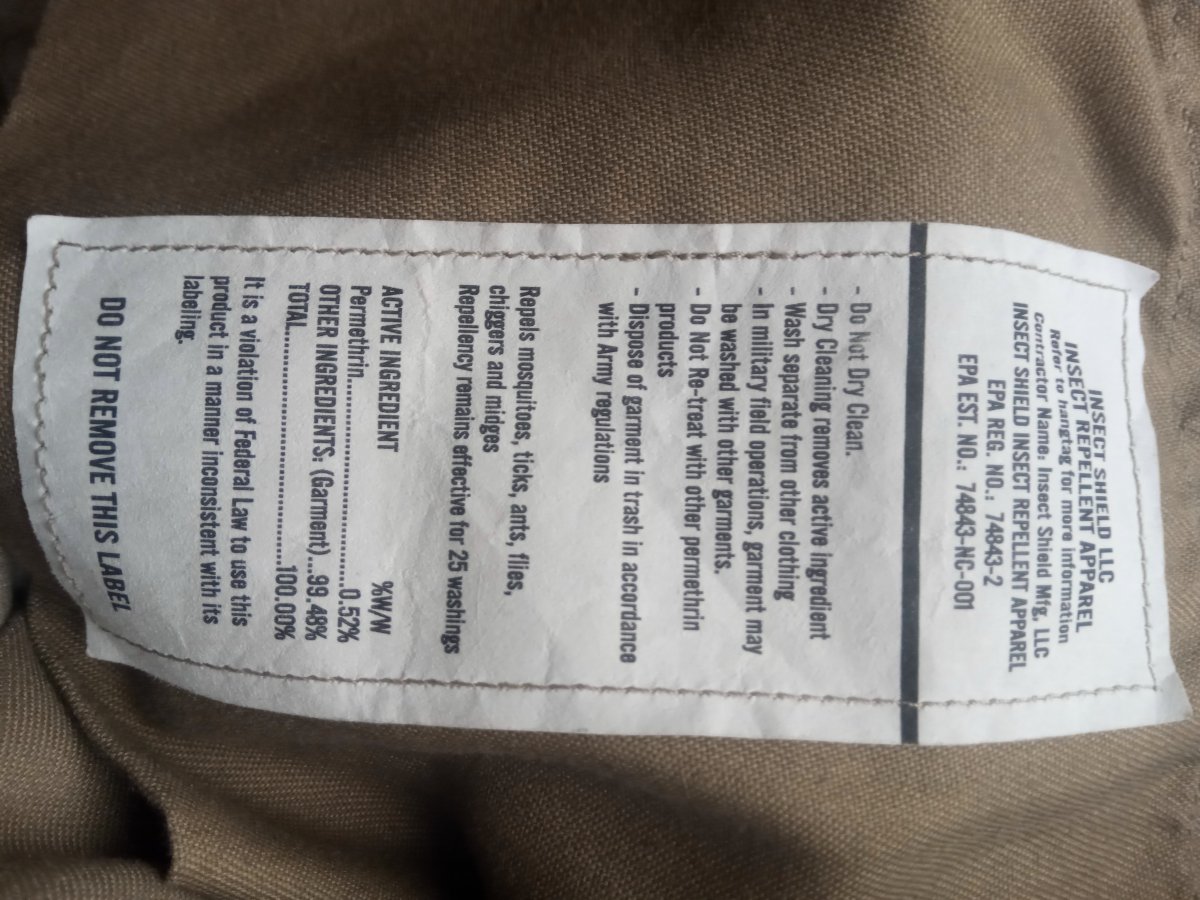 INSECT SHIELD LLC
INSECT REPELLENT APPAREL
Refer to hangtag for more information
Contractor Name: Insect Shield Mfg, LLC
INSECT SHIELD INSECT REPELLENT APPAREL
EPA REG. NO.: 74843-2
EPA EST. NO.: 74843-NC-001
- Do Not Dry Clean.
- Dry Cleaning removes active ingredient
- Wash separate from other clothing
- In military field operations, garment may
be washed with other garments.
- Do Not Re-treat with other permethrin
products
- Dispose of garment in trash in accordance
with Army regulations
Repels mosquitoes, ticks, ants, flies,
chiggers and midges
Repellency remains effective for 25 washings
ACTIVE INGREDIENT %W/W
Permethrin....................0.52%
OTHER INGREDIENTS: (Garment)...99.48%
TOTAL..............................100.00%
It is a violation of Federal Law to use this
product in a manner inconsistent with its
labeling.
DO NOT REMOVE THIS LABEL